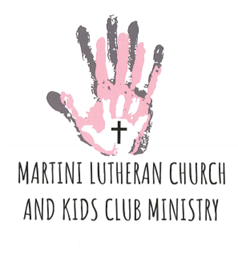 MARTINI LUTHERAN CHURCH
AND KIDS CLUB MINISTRY